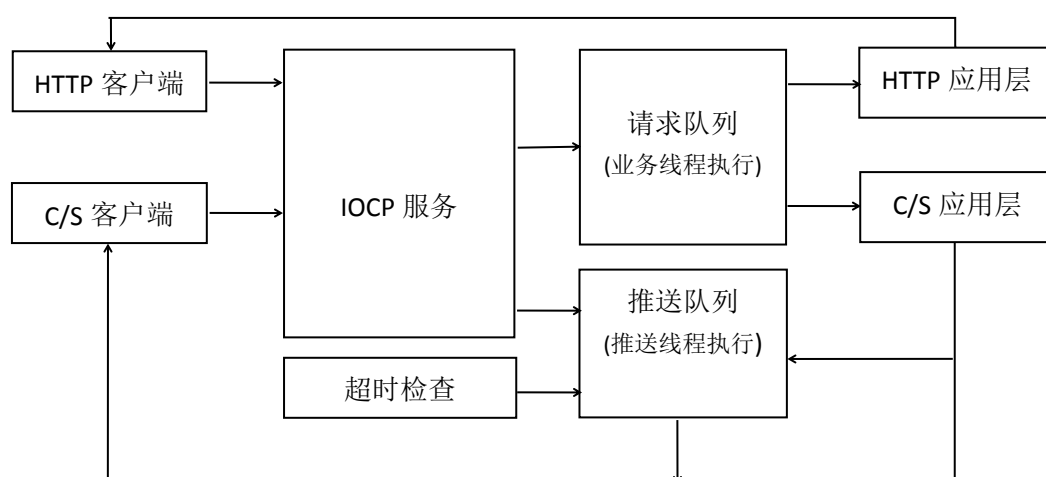 HTTP 客户端
C/S 客户端
IOCP 服务
超时检查
请求队列
(业务线程执行)
推送队列
(推送线程执行)
HTTP 应用层
C/S 应用层